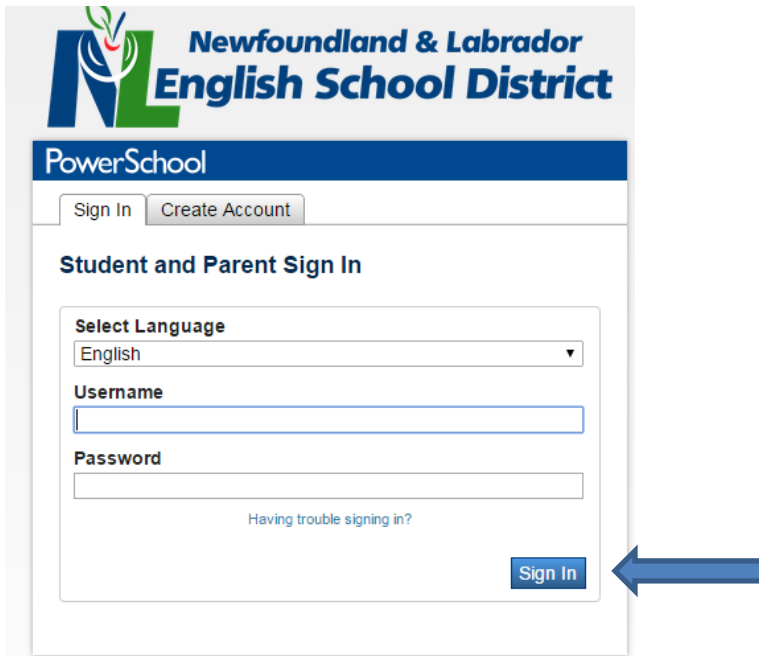 NL
Newfoundland & Labrador
English School District
PowerSchool
Sign In
Create Account
Student and Parent Sign In
Select Language
English
Username
Password
Having trouble signing in?
Sign In